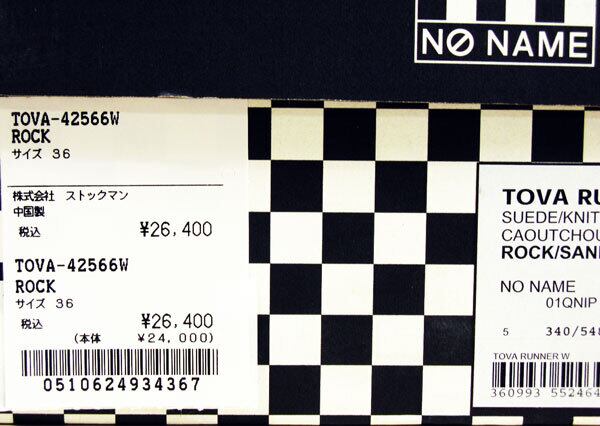 NO NAME
TOVA-42566W
ROCK
サイズ 36
株式会社 ストックマン
中国製
税込 ¥26,400
TOVA-42566W
ROCK
サイズ 36
税込 ¥26,400
(本体 ¥24,000)
0510624934367
TOVA RU
SUEDE/KNIT
CAOUTCHOU
ROCK/SAN
NO NAME
01QNIP
5 340/548
TOVA RUNNER W
360993 552464